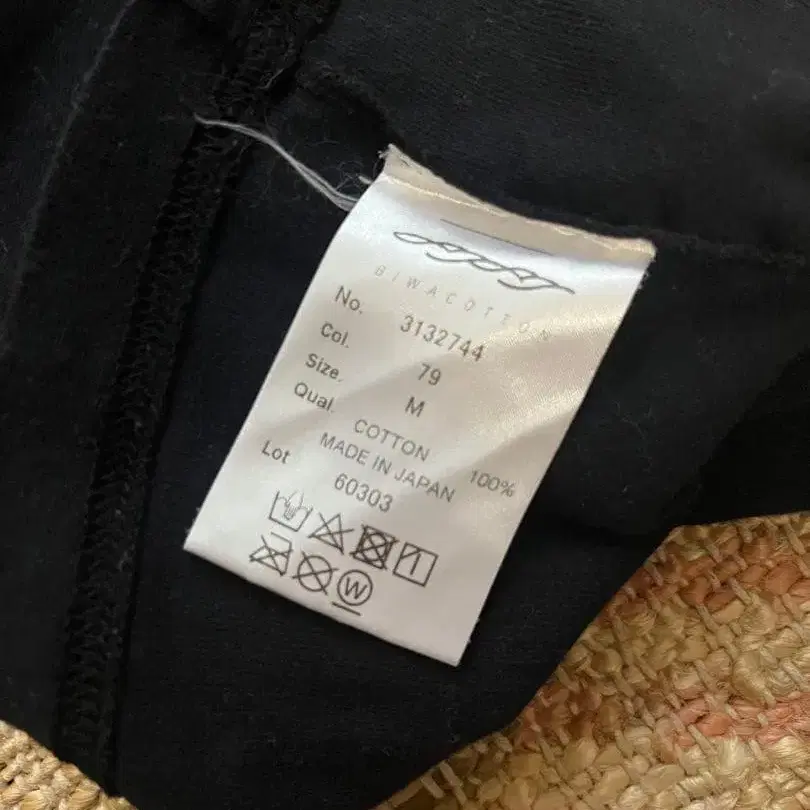 BIWACOTTON
No. 3132744
Col. 79
Size. M
Qual. COTTON 100%
MADE IN JAPAN
Lot 60303
W